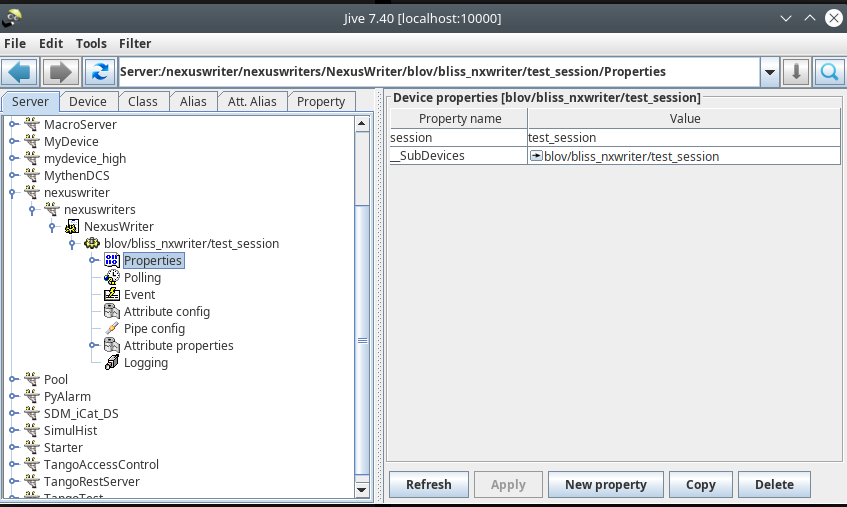 Jive 7.40 [localhost:10000]
File Edit Tools Filter
Server:/nexuswriter/nexuswriters/NexusWriter/blov/bliss_nxwriter/test_session/Properties
Server Device Class Alias Att. Alias Property
MacroServer
MyDevice
mydevice_high
MythenDCS
nexuswriter
nexuswriters
NexusWriter
blov/bliss_nxwriter/test_session
Properties
Polling
Event
Attribute config
Pipe config
Attribute properties
Logging
Pool
PyAlarm
SDM_iCat_DS
SimulHist
Starter
TangoAccessControl
TangoRestServer
TangoTest
Device properties [blov/bliss_nxwriter/test_session]
Property name Value
session test_session
__SubDevices blov/bliss_nxwriter/test_session
Refresh Apply New property Copy Delete